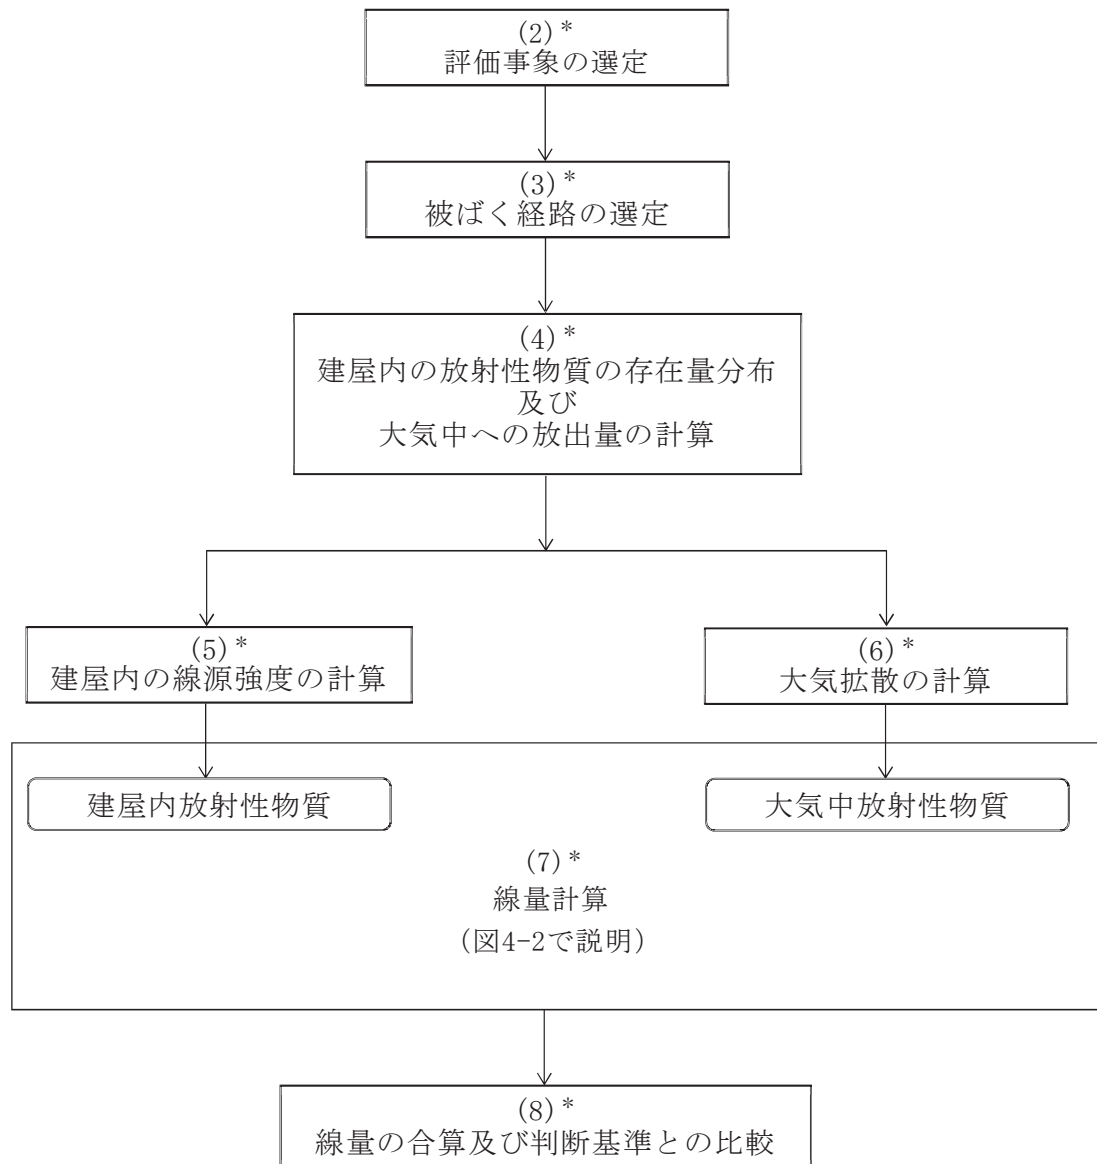 (2)*
評価事象の選定
(3)*
被ばく経路の選定
(4)*
建屋内の放射性物質の存在量分布
及び
大気中への放出量の計算
(5)*
建屋内の線源強度の計算
(6)*
大気拡散の計算
建屋内放射性物質
大気中放射性物質
(7)*
線量計算
(図4-2で説明)
(8)*
線量の合算及び判断基準との比較